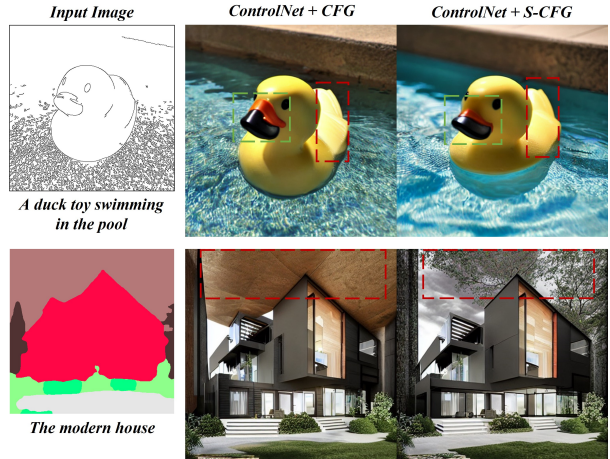 Input Image
ControlNet + CFG
ControlNet + S-CFG
A duck toy swimming
in the pool
The modern house